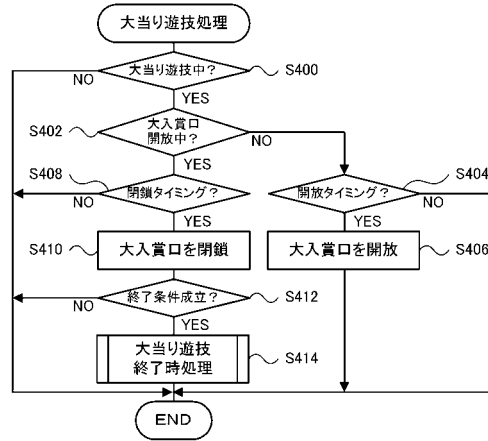 大当り遊技処理
大当り遊技中?
S400
NO
YES
S402
大入賞口
開放中?
NO
YES
S408
閉鎖タイミング?
NO
YES
開放タイミング?
S404
NO
YES
S410
大入賞口を閉鎖
大入賞口を開放
S406
終了条件成立?
S412
NO
YES
大当り遊技
終了時処理
S414
END